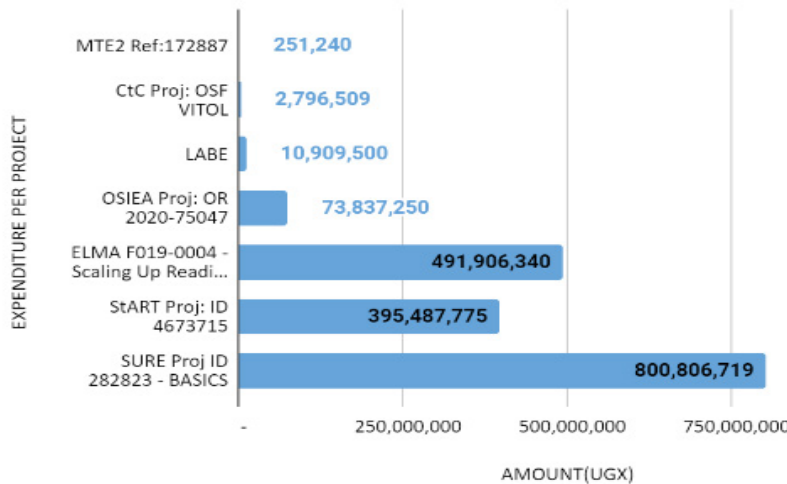 EXPENDITURE PER PROJECT
MTE2 Ref:172887
251,240
CtC Proj: OSF
VITOL
2,796,509
LABE
10,909,500
OSIEA Proj: OR
2020-75047
73,837,250
ELMA F019-0004 -
Scaling Up Readi...
491,906,340
StART Proj: ID
4673715
395,487,775
SURE Proj ID
282823 - BASICS
800,806,719
-
250,000,000
500,000,000
750,000,000
AMOUNT(UGX)